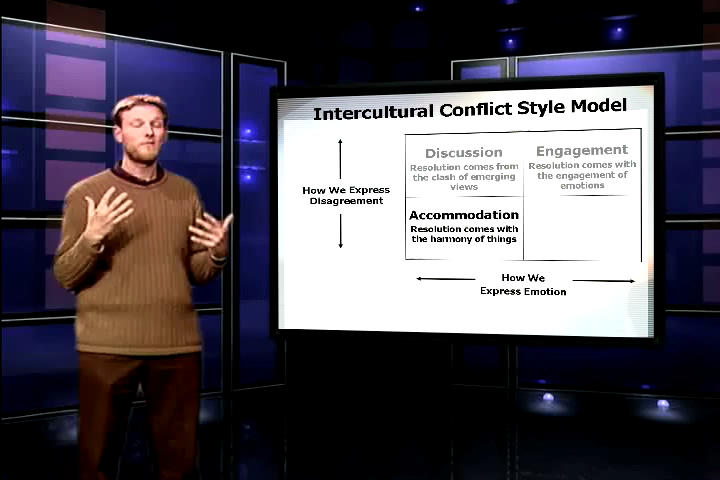 Intercultural Conflict Style Model
How We Express
Disagreement
Discussion
Resolution comes from
the clash of emerging
views
Engagement
Resolution comes with
the engagement of
emotions
Accommodation
Resolution comes with
the harmony of things
How We
Express Emotion